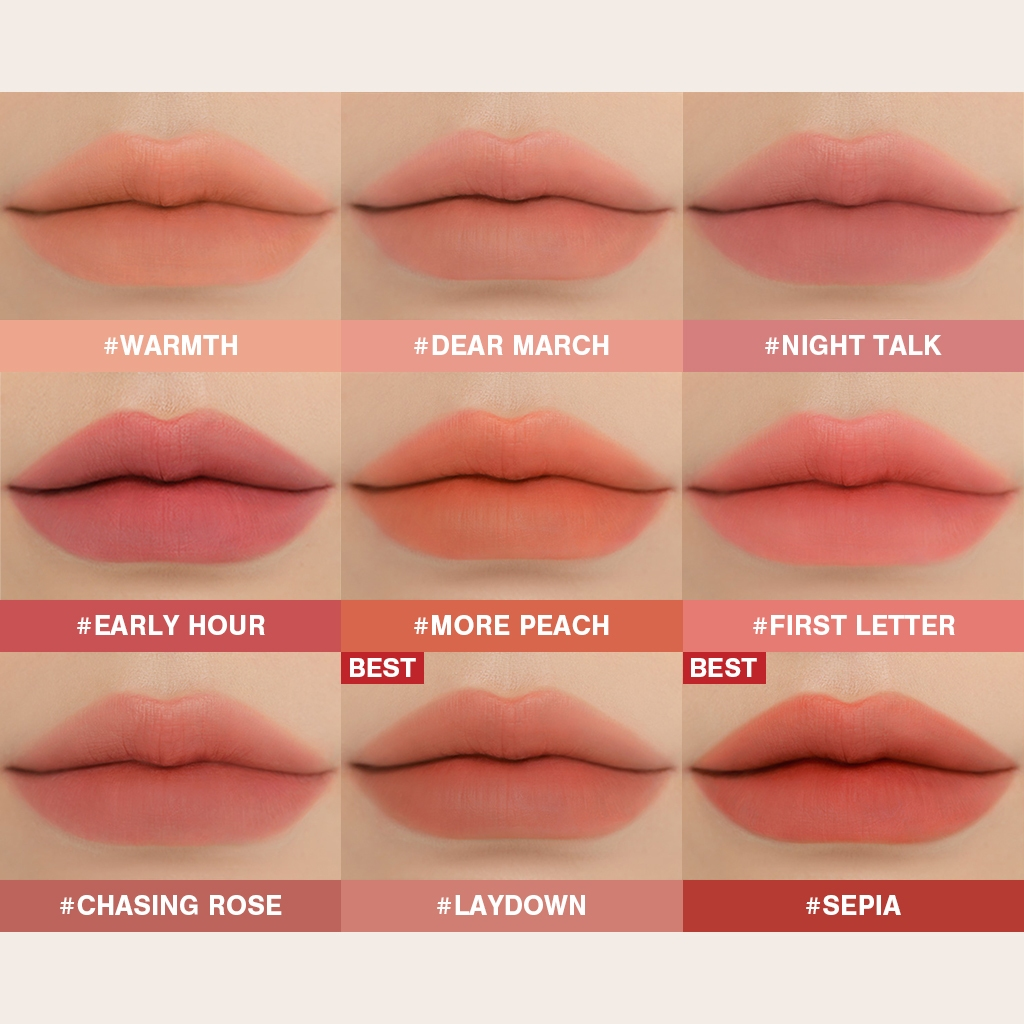 #WARMTH
#DEAR MARCH
#NIGHT TALK
#EARLY HOUR
#MORE PEACH
#FIRST LETTER
BEST
BEST
#CHASING ROSE
#LAYDOWN
#SEPIA